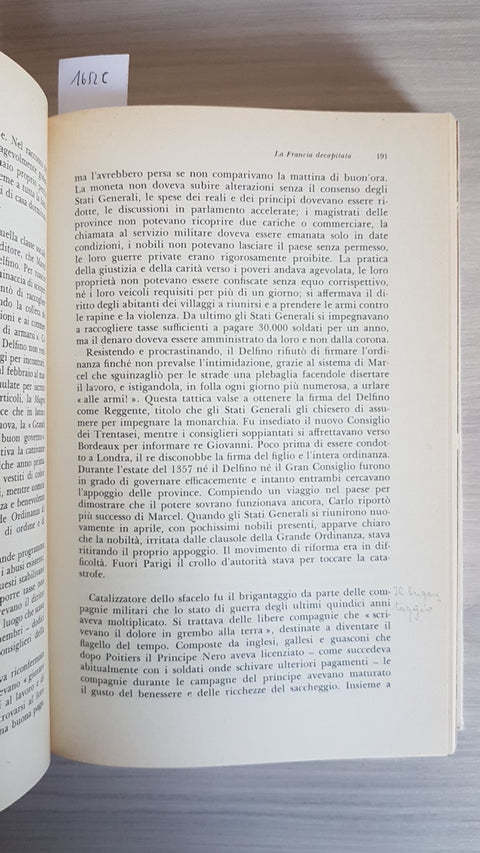 1652 C
La Francia decapitata 191
ma l'avrebbero persa se non comparivano la mattina di buon'ora.
La moneta non doveva subire alterazioni senza il consenso degli
Stati Generali, le spese dei reali e dei principi dovevano essere ri-
dotte, le discussioni in parlamento accelerate; i magistrati delle
province non potevano ricoprire due cariche o commerciare, la
chiamata al servizio militare doveva essere emanata solo in date
condizioni, i nobili non potevano lasciare il paese senza permesso,
le loro guerre private erano rigorosamente proibite. La pratica
della giustizia e della carità verso i poveri andava agevolata, le loro
proprietà non potevano essere confiscate senza equo corrispettivo,
né i loro veicoli requisiti per più di un giorno; si affermava il di-
ritto degli abitanti dei villaggi a riunirsi e a prendere le armi contro
le rapine e la violenza. Da ultimo gli Stati Generali si impegnavano
a raccogliere tasse sufficienti a pagare 30.000 soldati per un anno,
ma il denaro doveva essere amministrato da loro e non dalla corona.
Resistendo e procrastinando, il Delfino rifiutò di firmare l'ordi-
nanza finché non prevalse l'intimidazione, grazie al sistema di Mar-
cel che sguinzagliò per le strade una plebaglia facendole disertare
il lavoro, e istigandola, in folla ogni giorno più numerosa, a urlare
« alle armi! ». Questa tattica valse a ottenere la firma del Delfino
come Reggente, titolo che gli Stati Generali gli chiesero di assu-
mere per impegnare la monarchia. Fu insediato il nuovo Consiglio
dei Trentasei, mentre i consiglieri soppiantati si affrettavano verso
Bordeaux per informare re Giovanni. Poco prima di essere condot-
to a Londra, il re disconobbe la firma del figlio e l'intera ordinanza.
Durante l'estate del 1357 né il Delfino né il Gran Consiglio furono
in grado di governare efficacemente e intanto entrambi cercavano
l'appoggio delle province. Compiendo un viaggio nel paese per
dimostrare che il potere sovrano funzionava ancora, Carlo riportò
più successo di Marcel. Quando gli Stati Generali si riunirono nuo-
vamente in aprile, con pochissimi nobili presenti, apparve chiaro
che la nobiltà, irritata dalle clausole della Grande Ordinanza, stava
ritirando il proprio appoggio. Il movimento di riforma era in dif-
ficoltà. Fuori Parigi il crollo d'autorità stava per toccare la cata-
strofe.
Catalizzatore dello sfacelo fu il brigantaggio da parte delle com-
pagnie militari che lo stato di guerra degli ultimi quindici anni
aveva moltiplicato. Si trattava delle libere compagnie che « scri-
vevano il dolore in grembo alla terra », destinate a diventare il
flagello del tempo. Composte da inglesi, gallesi e guasconi che
dopo Poitiers il Principe Nero aveva licenziato – come succedeva
abitualmente con i soldati onde schivare ulteriori pagamenti – le
compagnie durante le campagne del principe avevano maturato
il gusto del benessere e delle ricchezze del saccheggio. Insieme a